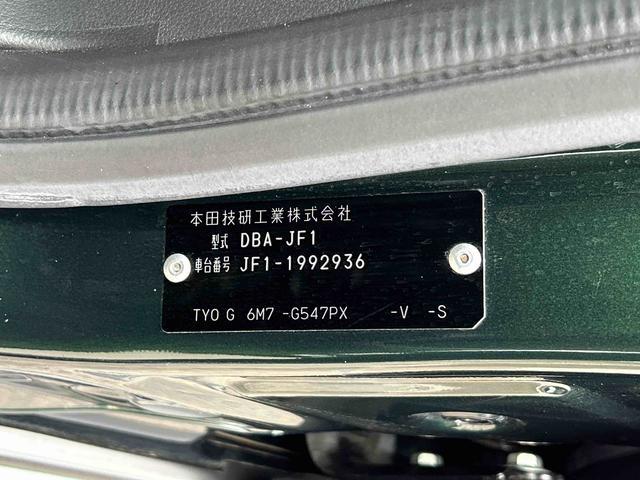 本田技研工業株式会社
型式 DBA-JF1
車台番号 JF1-1992936
TYO G 6M7 -G547PX -V -S